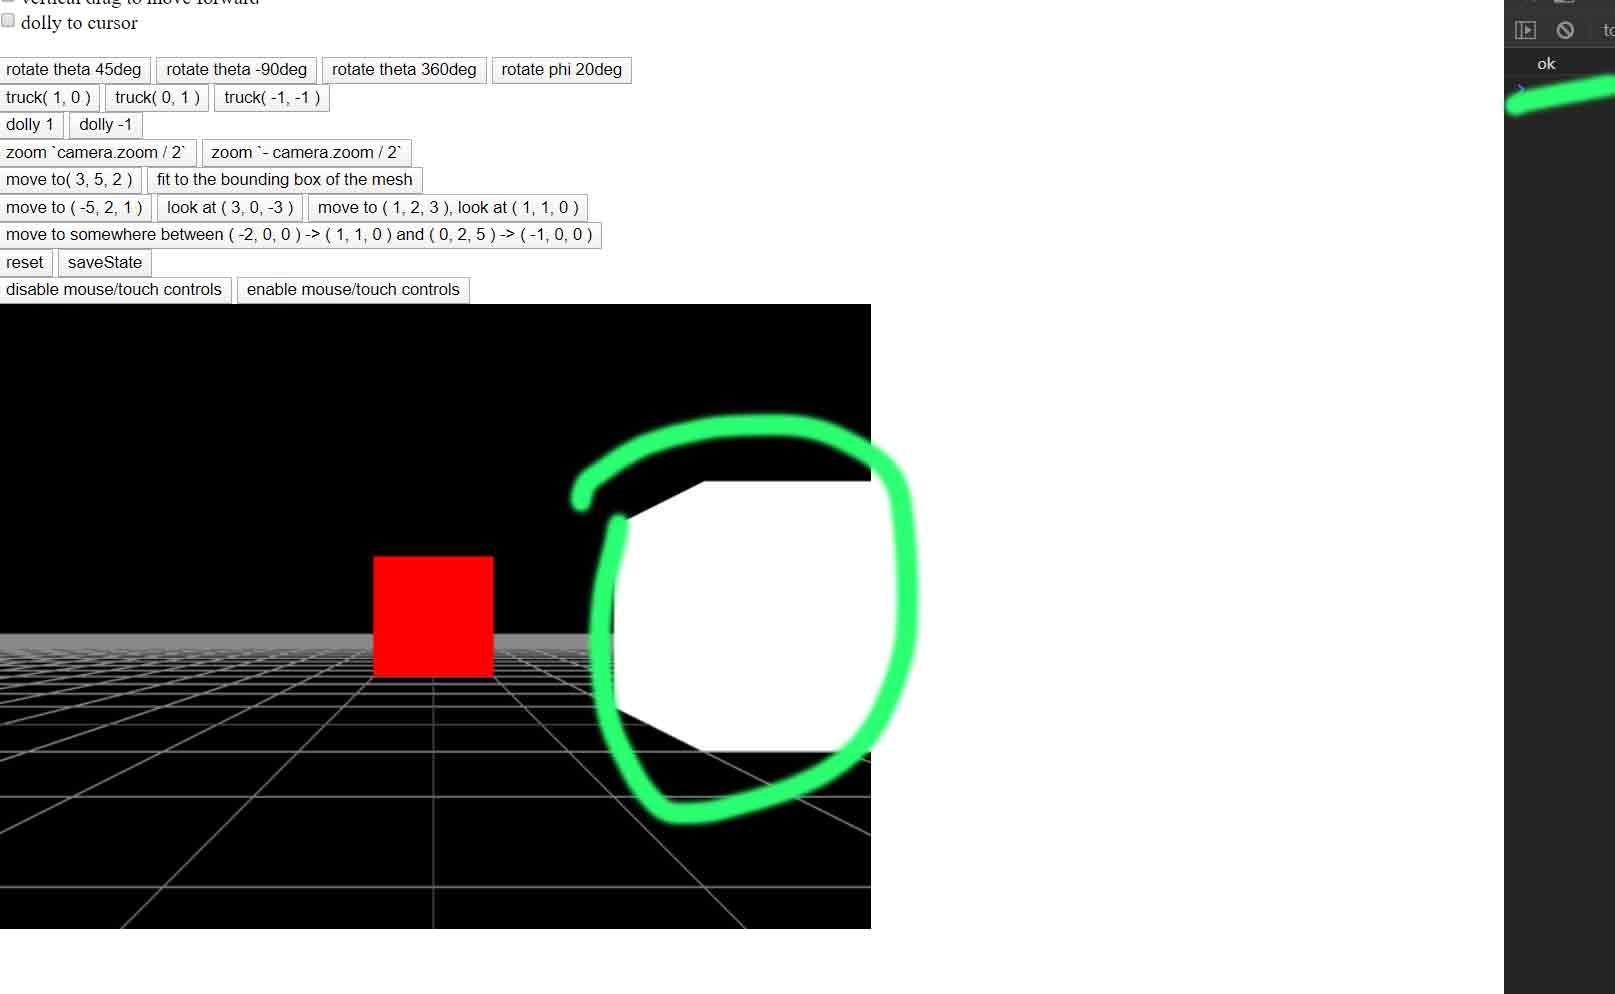 vertical drag to move forward
dolly to cursor
rotate theta 45deg rotate theta -90deg rotate theta 360deg rotate phi 20deg
truck( 1, 0 ) truck( 0, 1 ) truck( -1, -1 )
dolly 1 dolly -1
zoom `camera.zoom / 2` zoom `- camera.zoom / 2`
move to( 3, 5, 2 ) fit to the bounding box of the mesh
move to ( -5, 2, 1 ) look at ( 3, 0, -3 ) move to ( 1, 2, 3 ), look at ( 1, 1, 0 )
move to somewhere between ( -2, 0, 0 ) -> ( 1, 1, 0 ) and ( 0, 2, 5 ) -> ( -1, 0, 0 )
reset saveState
disable mouse/touch controls enable mouse/touch controls
ok